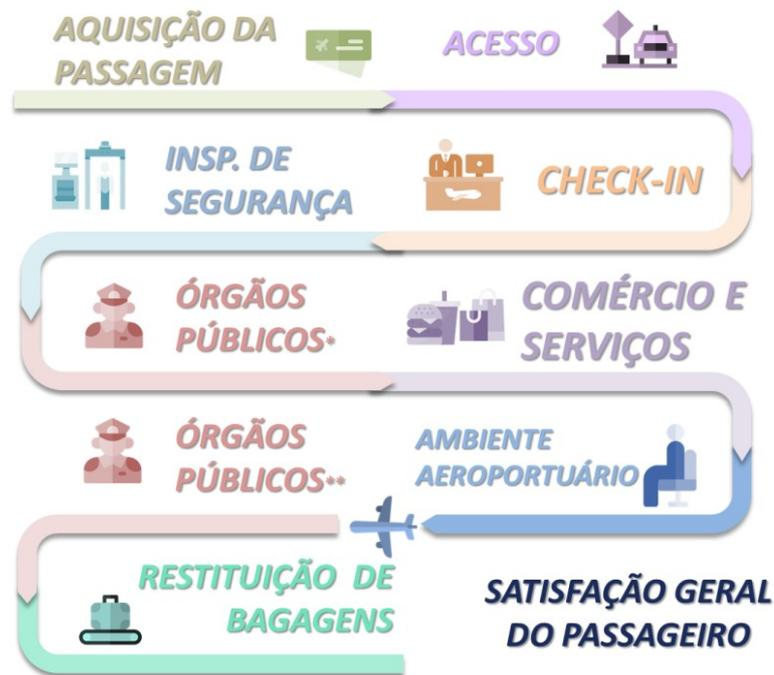 AQUISIÇÃO DA
PASSAGEM
ACESSO
INSP. DE
SEGURANÇA
CHECK-IN
ÓRGÃOS
PÚBLICOS*
COMÉRCIO E
SERVIÇOS
ÓRGÃOS
PÚBLICOS**
AMBIENTE
AEROPORTUÁRIO
RESTITUIÇÃO DE
BAGAGENS
SATISFAÇÃO GERAL
DO PASSAGEIRO